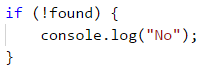 if (!found) {
    console.log("No");
}